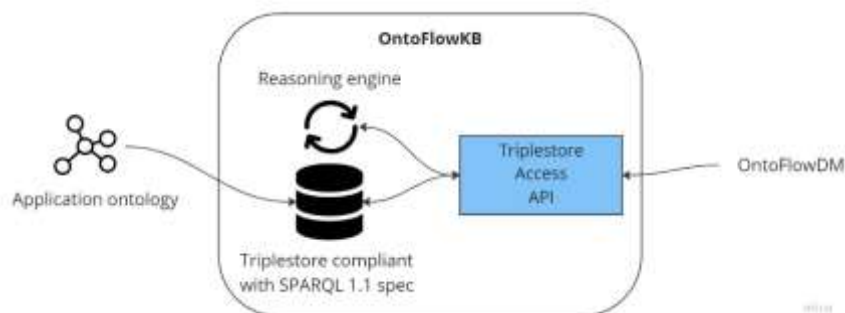 OntoFlowKB
Reasoning engine
Triplestore
Access
API
OntoFlowDM
Application ontology
Triplestore compliant
with SPARQL 1.1 spec